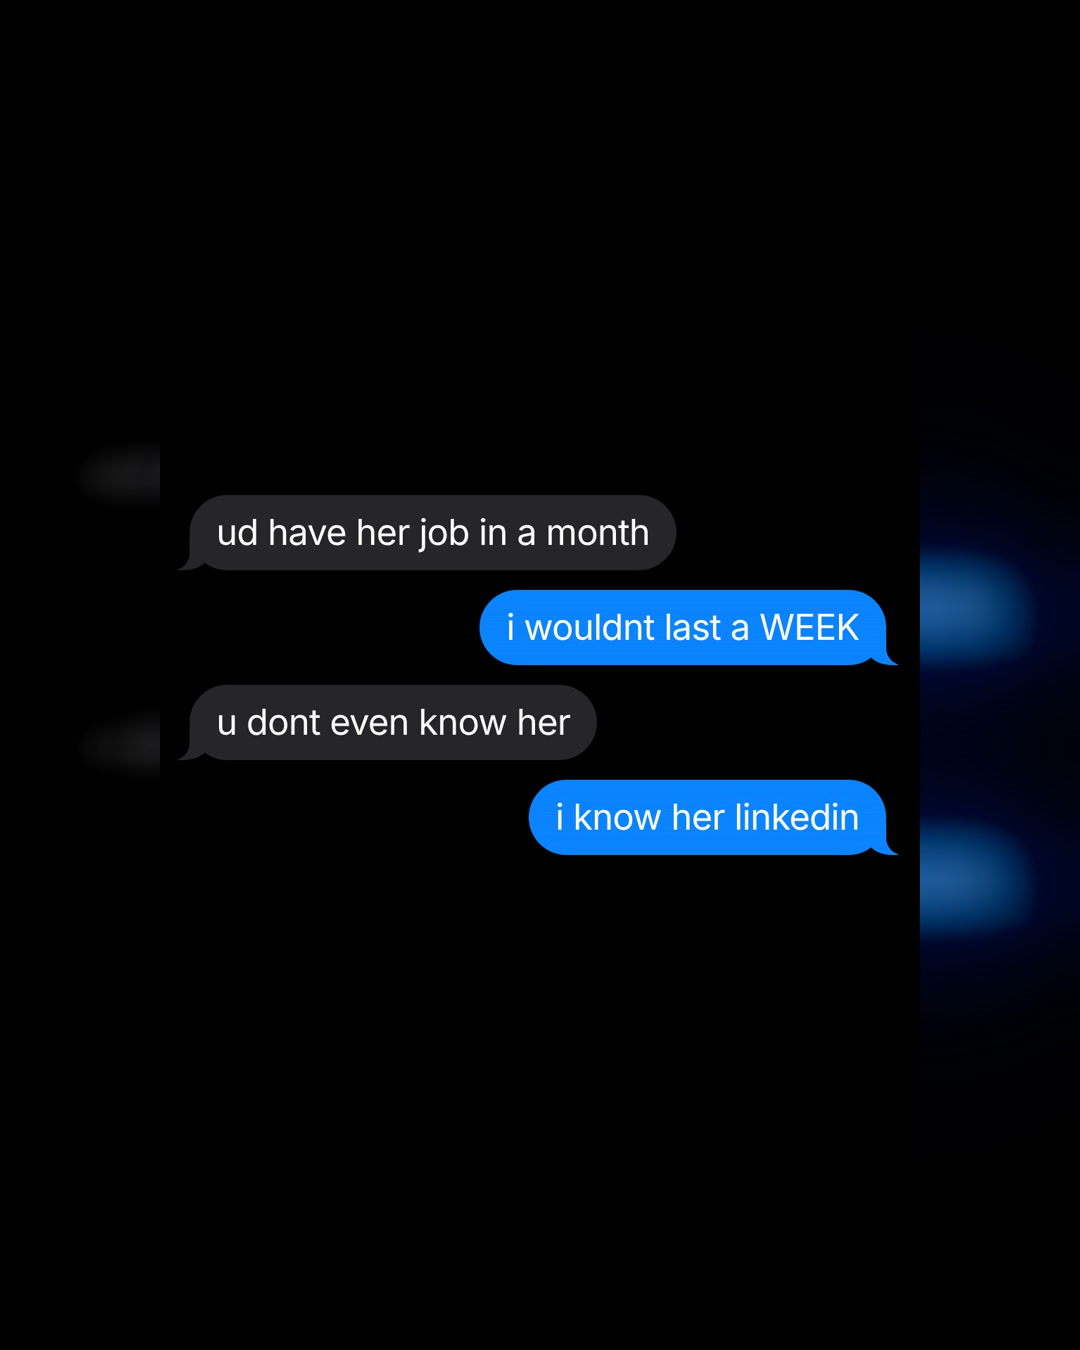 ud have her job in a month
i wouldnt last a WEEK
u dont even know her
i know her linkedin